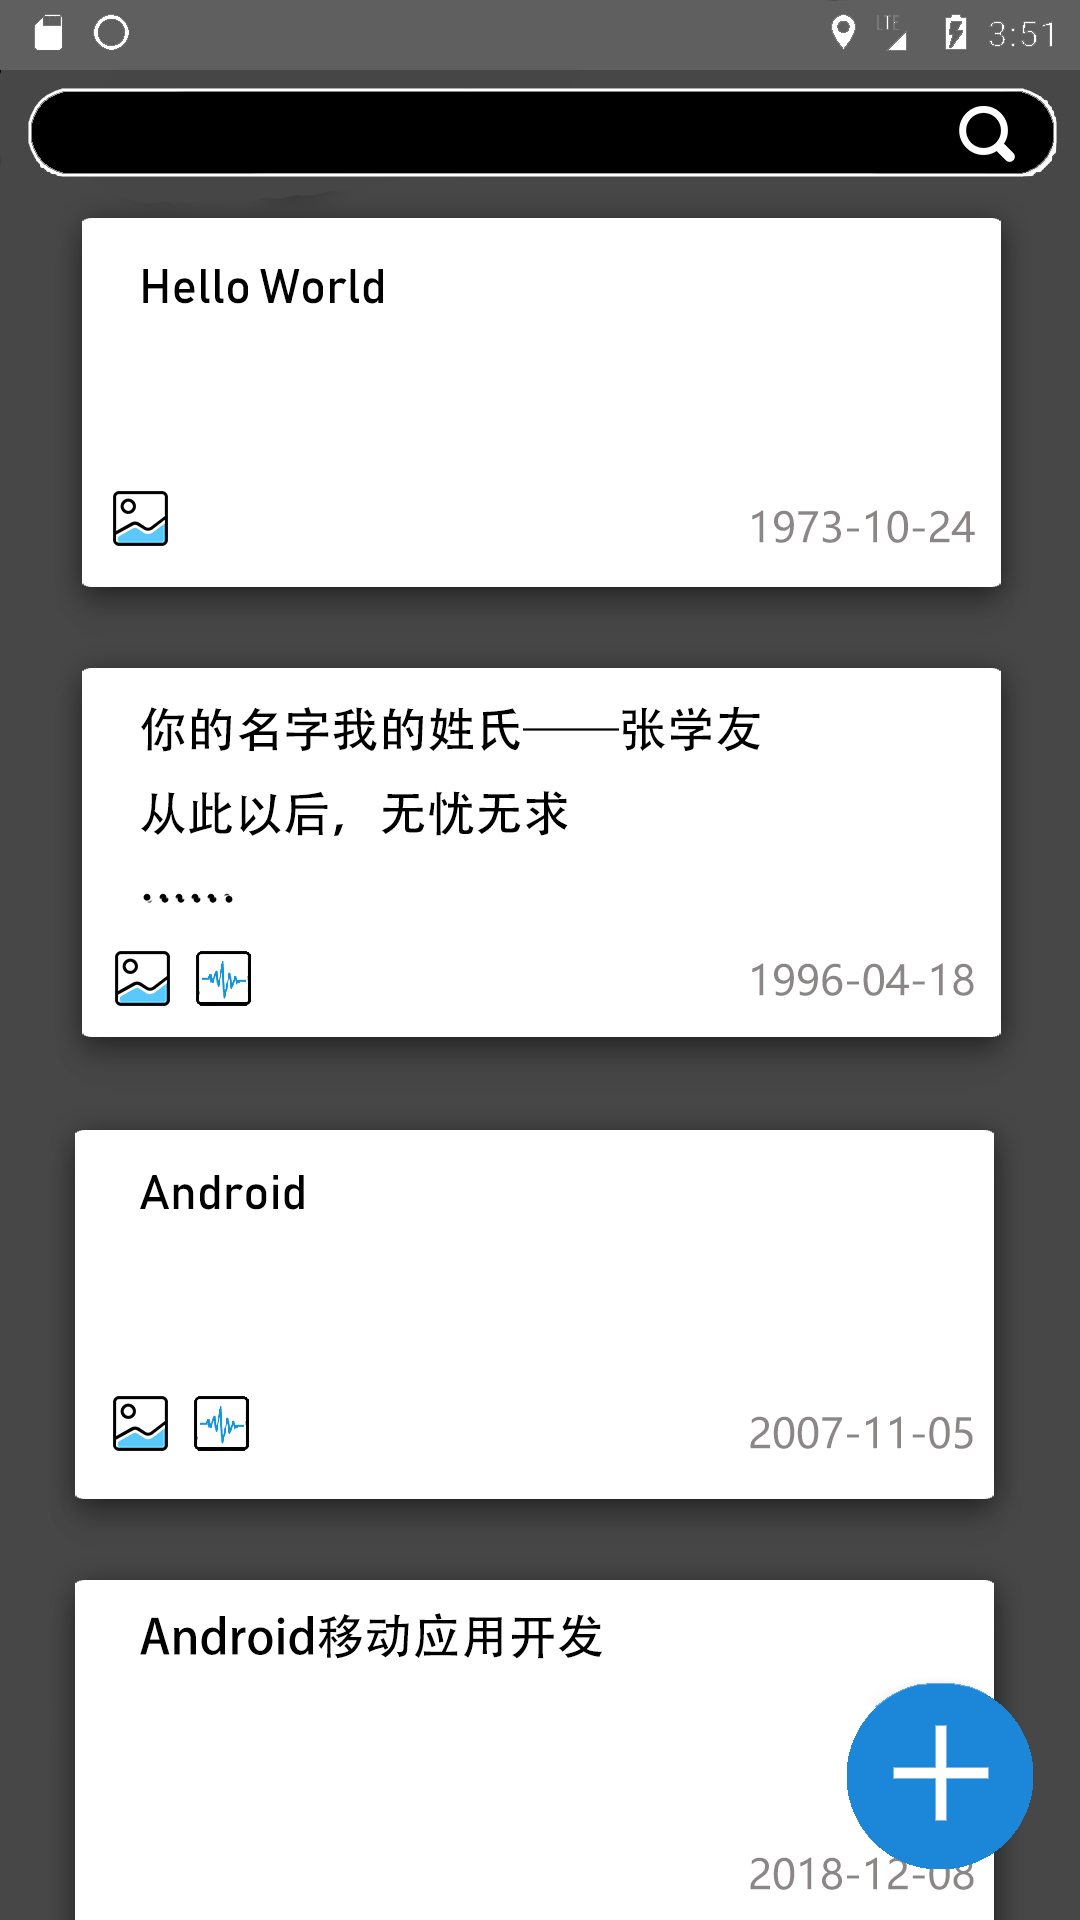 LTE 3:51
Hello World
1973-10-24
你的名字我的姓氏——张学友
从此以后，无忧无求
……
1996-04-18
Android
2007-11-05
Android移动应用开发
2018-12-08